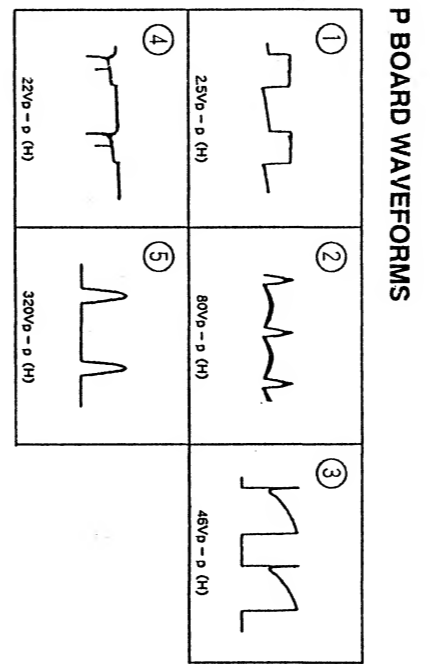 P BOARD WAVEFORMS
①
2.5Vp – p (H)
②
80Vp – p (H)
③
46Vp – p (H)
④
22Vp – p (H)
⑤
320Vp – p (H)